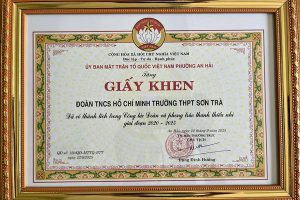 CỘNG HÒA XÃ HỘI CHỦ NGHĨA VIỆT NAM
Độc lập - Tự do - Hạnh phúc
ỦY BAN MẶT TRẬN TỔ QUỐC VIỆT NAM PHƯỜNG AN HẢI
Tặng
GIẤY KHEN
ĐOÀN TNCS HỒ CHÍ MINH TRƯỜNG THPT SƠN TRÀ
Đã có thành tích trong Công tác Đoàn và phong trào thanh thiếu nhi
giai đoạn 2020 - 2025
CHỦ TỊCH